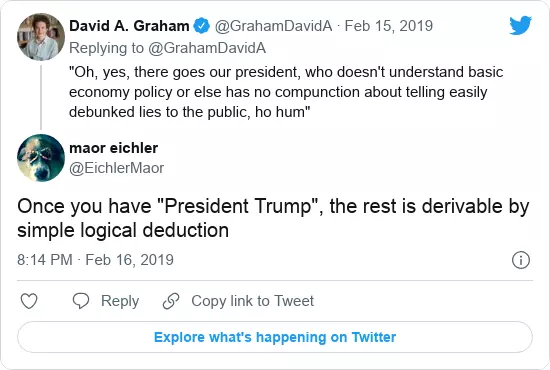 David A. Graham @GrahamDavidA · Feb 15, 2019
Replying to @GrahamDavidA
"Oh, yes, there goes our president, who doesn't understand basic
economy policy or else has no compunction about telling easily
debunked lies to the public, ho hum"
maor eichler
@EichlerMaor
Once you have "President Trump", the rest is derivable by
simple logical deduction
8:14 PM · Feb 16, 2019
Reply Copy link to Tweet
Explore what's happening on Twitter